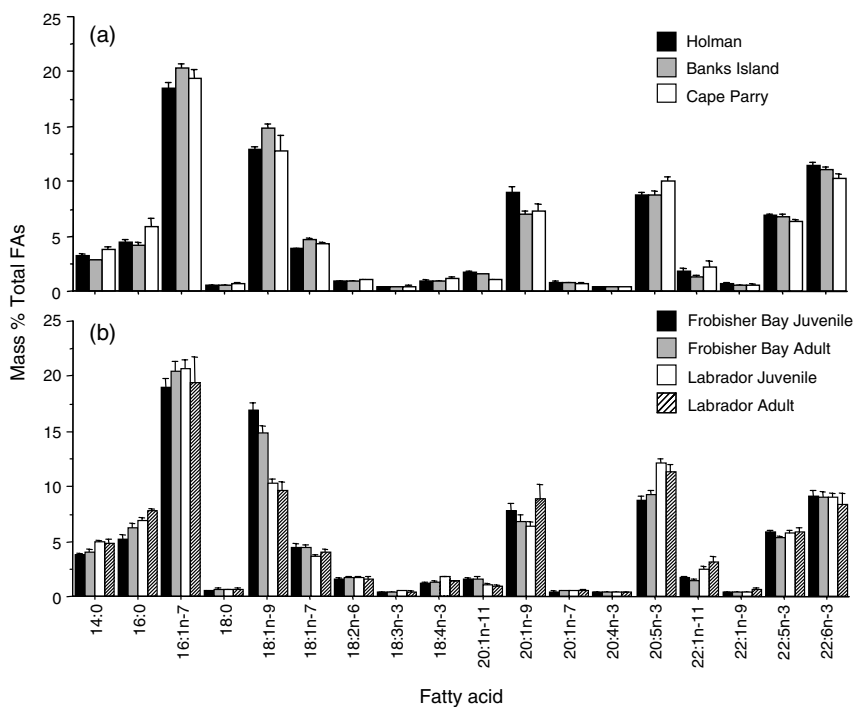 (a)
Holman
Banks Island
Cape Parry
25
20
15
10
5
0
Mass % Total FAs
(b)
Frobisher Bay Juvenile
Frobisher Bay Adult
Labrador Juvenile
Labrador Adult
25
20
15
10
5
0
14:0
16:0
16:1n-7
18:0
18:1n-9
18:1n-7
18:2n-6
18:3n-3
18:4n-3
20:1n-11
20:1n-9
20:1n-7
20:4n-3
20:5n-3
22:1n-11
22:1n-9
22:5n-3
22:6n-3
Fatty acid